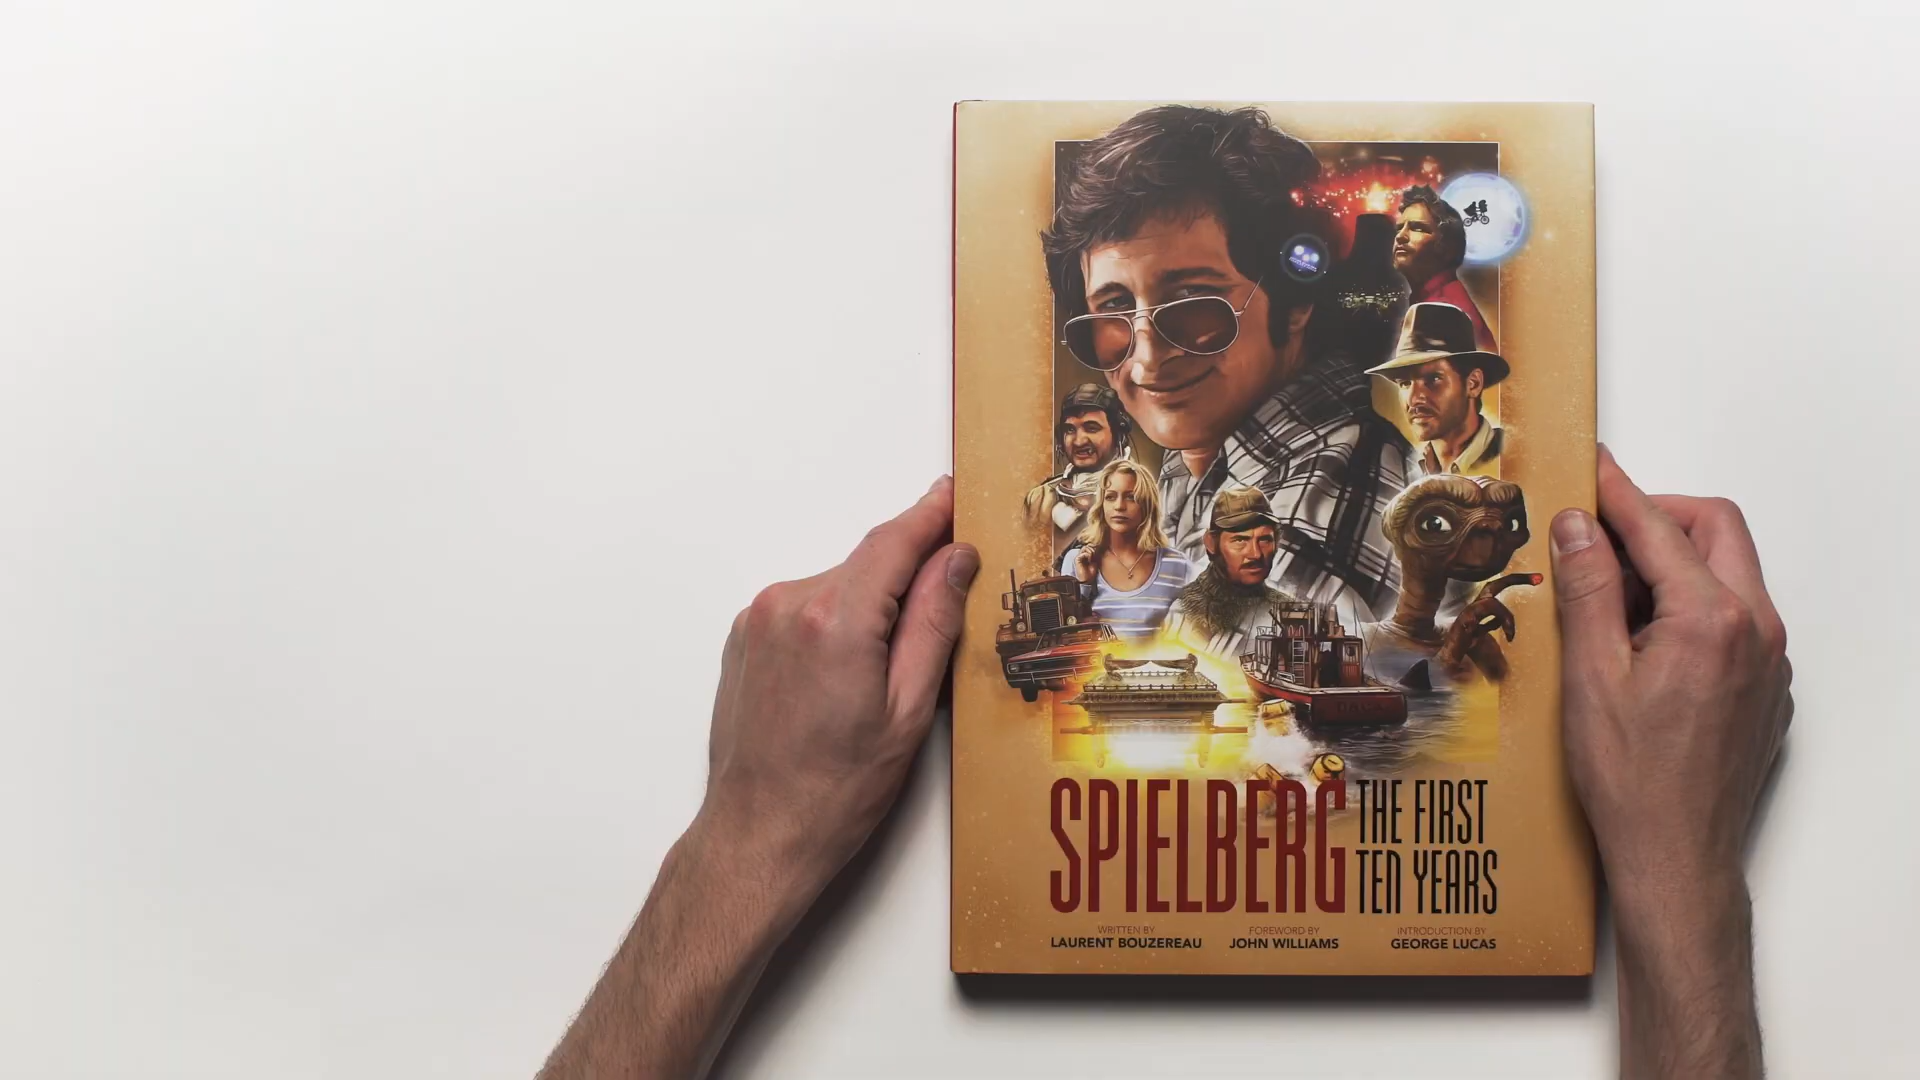 SPIELBERG THE FIRST
TEN YEARS
WRITTEN BY
LAURENT BOUZEREAU
FOREWORD BY
JOHN WILLIAMS
INTRODUCTION BY
GEORGE LUCAS